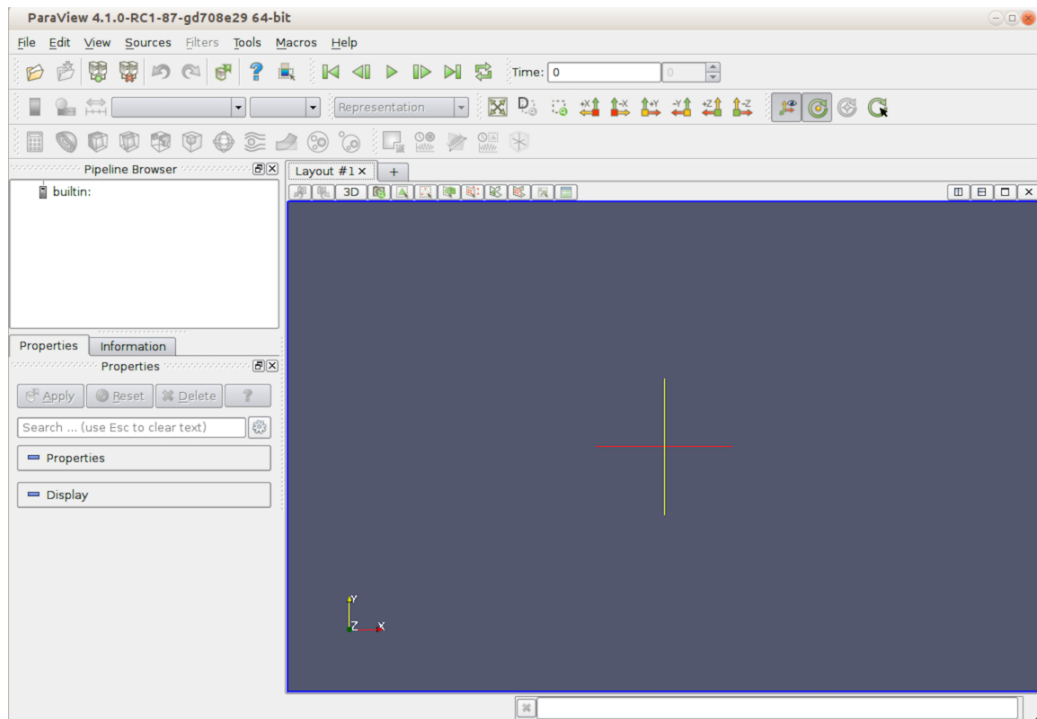 ParaView 4.1.0-RC1-87-gd708e29 64-bit
File Edit View Sources Filters Tools Macros Help
Time: 0 0
Representation
Pipeline Browser
Layout #1
builtin:
3D
Properties Information
Properties
Apply Reset Delete ?
Search ... (use Esc to clear text)
Properties
Display
Y
Z X